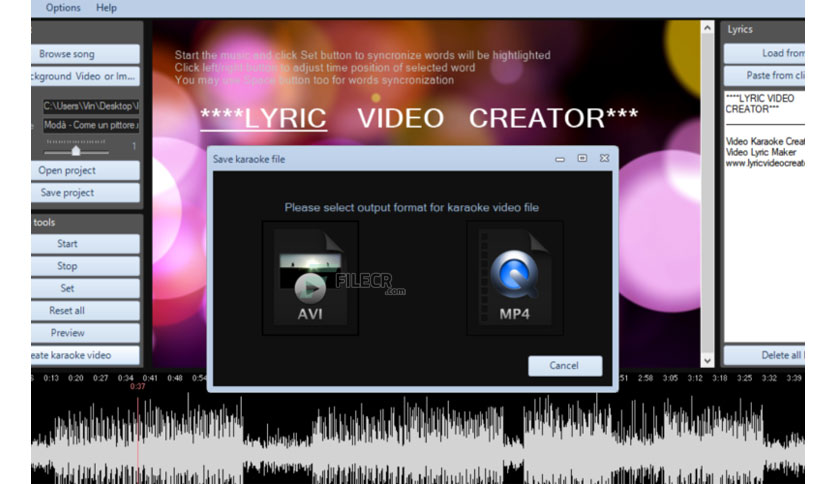 Options Help
Browse song
ckground Video or Im...
C:\Users\Vin\Desktop\
Modà - Come un pittore.
1
Open project
Save project
tools
Start
Stop
Set
Reset all
Preview
eate karaoke video
Start the music and click Set button to syncronize words will be hightlighted
Click left/right button to adjust time position of selected word
You may use Space button too for words syncronization
****LYRIC VIDEO CREATOR***
Save karaoke file
Please select output format for karaoke video file
AVI
MP4
FILECR
.com
Cancel
Lyrics
Load from
Paste from cli
****LYRIC VIDEO
CREATOR***
Video Karaoke Creat
Video Lyric Maker
www.lyricvideocreat
Delete all
0:13 0:20 0:27 0:34 0:41 0:48 0:54 2:58 3:05 3:12 3:18 3:25 3:32 3:39
0:37